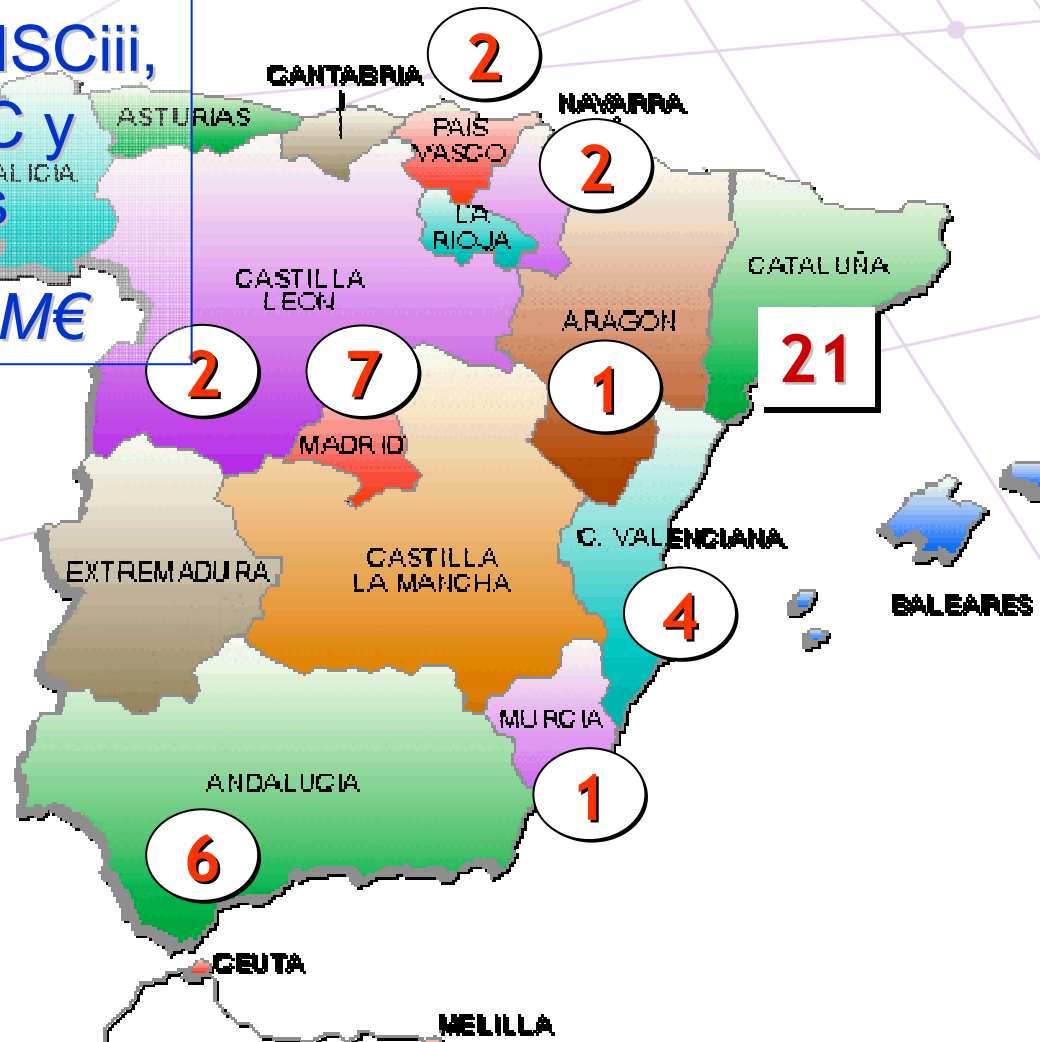 ISCiii,
C y
s
M€
2
CANTABRIA
NAVARRA
ASTURIAS
PAIS
VASCO
2
ALICIA
LA
RIOJA
CASTILLA
LEON
CATALUÑA
ARAGON
21
2
7
1
MADRID
C. VALENCIANA
EXTREMADURA
CASTILLA
LA MANCHA
BALEARES
4
MURCIA
ANDALUCIA
1
6
CEUTA
MELILLA